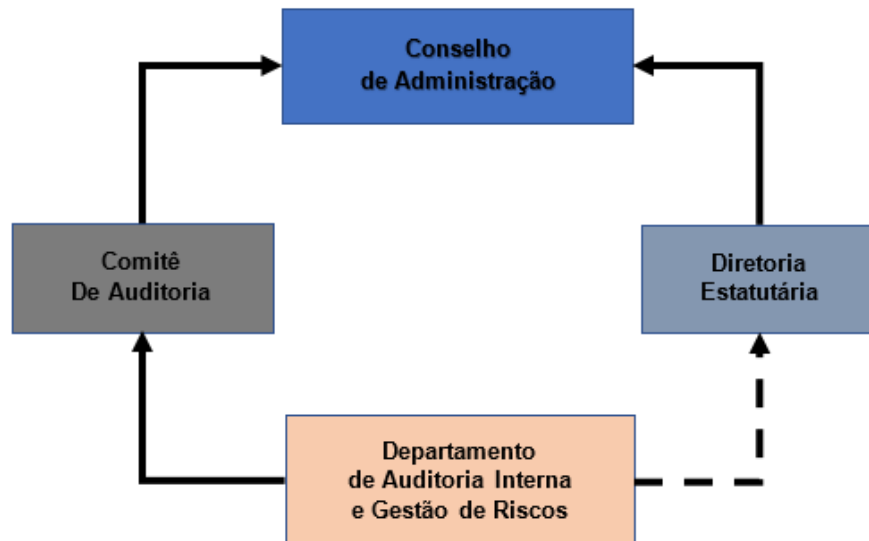 Conselho
de Administração
Comitê
De Auditoria
Diretoria
Estatutária
Departamento
de Auditoria Interna
e Gestão de Riscos